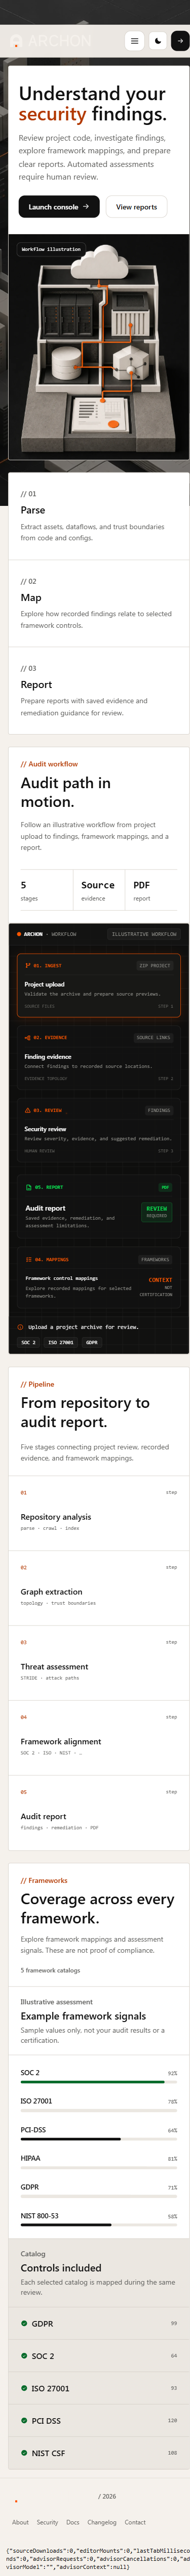 ARCHON
Understand your
security findings.
Review project code, investigate findings,
explore framework mappings, and prepare
clear reports. Automated assessments
require human review.
Launch console →
View reports
Workflow illustration
// 01
Parse
Extract assets, dataflows, and trust boundaries
from code and configs.
// 02
Map
Explore how recorded findings relate to selected
framework controls.
// 03
Report
Prepare reports with saved evidence and
remediation guidance for review.
// Audit workflow
Audit path in
motion.
Follow an illustrative workflow from project
upload to findings, framework mappings, and a
report.
5
stages
Source
evidence
PDF
report
ARCHON – WORKFLOW
ILLUSTRATIVE WORKFLOW
01. INGEST
ZIP PROJECT
Project upload
Validate the archive and prepare source previews.
SOURCE FILES
STEP 1
02. EVIDENCE
SOURCE LINKS
Finding evidence
Connect findings to recorded source locations.
EVIDENCE TOPOLOGY
STEP 2
03. REVIEW
FINDINGS
Security review
Review severity, evidence, and suggested remediation.
HUMAN REVIEW
STEP 3
05. REPORT
PDF
Audit report
Saved evidence, remediation, and
assessment limitations.
REVIEW
REQUIRED
04. MAPPINGS
FRAMEWORKS
Framework control mappings
Explore recorded mappings for selected
frameworks.
CONTEXT
NOT
CERTIFICATION
Upload a project archive for review.
SOC 2
ISO 27001
GDPR
// Pipeline
From repository to
audit report.
Five stages connecting project review, recorded
evidence, and framework mappings.
01
step
Repository analysis
parse · crawl · index
02
step
Graph extraction
topology · trust boundaries
03
step
Threat assessment
STRIDE · attack paths
04
step
Framework alignment
SOC 2 · ISO · NIST · …
05
step
Audit report
findings · remediation · PDF
// Frameworks
Coverage across every
framework.
Explore framework mappings and assessment
signals. These are not proof of compliance.
5 framework catalogs
Illustrative assessment
Example framework signals
Sample values only, not your audit results or a
certification.
SOC 2
92%
ISO 27001
78%
PCI-DSS
64%
HIPAA
81%
GDPR
71%
NIST 800-53
58%
Catalog
Controls included
Each selected catalog is mapped during the same
review.
GDPR
99
SOC 2
64
ISO 27001
93
PCI DSS
120
NIST CSF
108
/ 2026
About
Security
Docs
Changelog
Contact
{"sourceDownloads":0,"editorMounts":0,"lastTabMilliseco
nds":0,"advisorRequests":0,"advisorCancellations":0,"ad
visorModel":"","advisorContext":null}